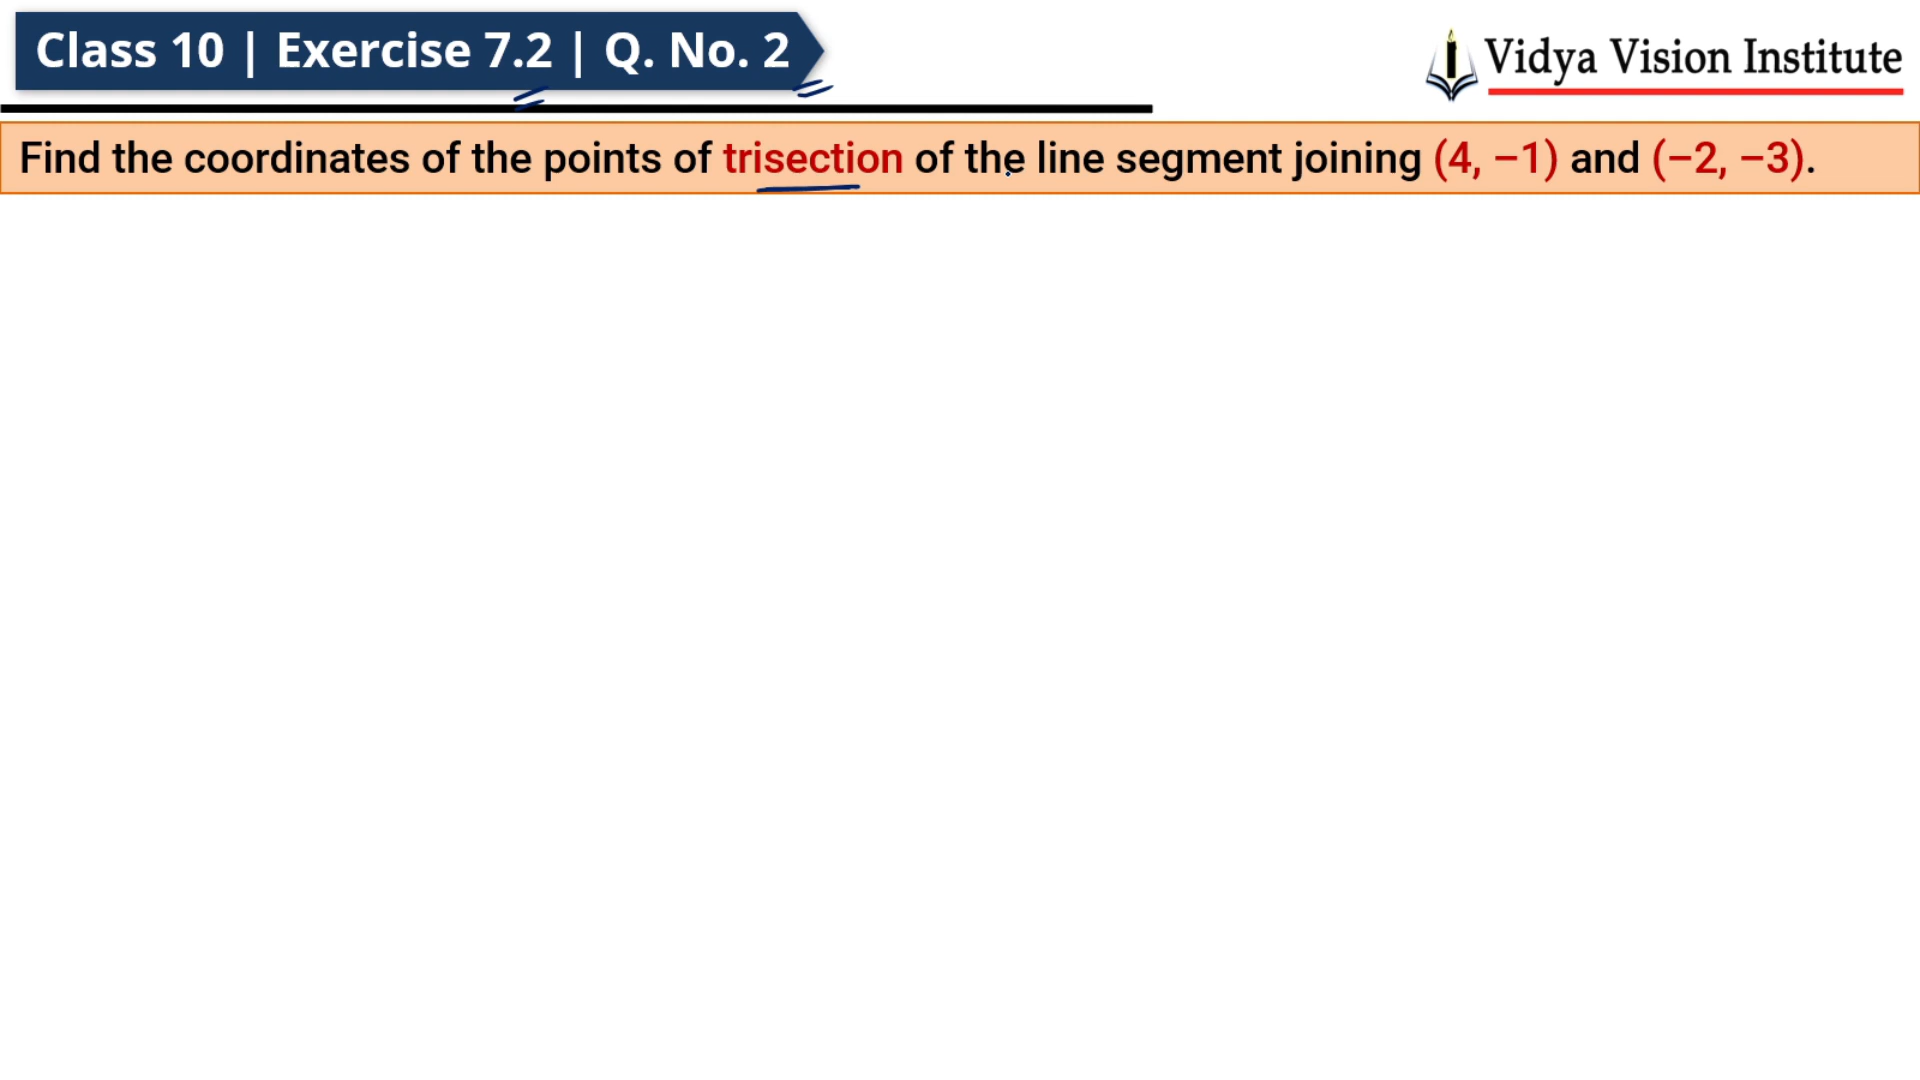 Class 10 | Exercise 7.2 | Q. No. 2
Vidya Vision Institute
Find the coordinates of the points of trisection of the line segment joining (4, –1) and (–2, –3).